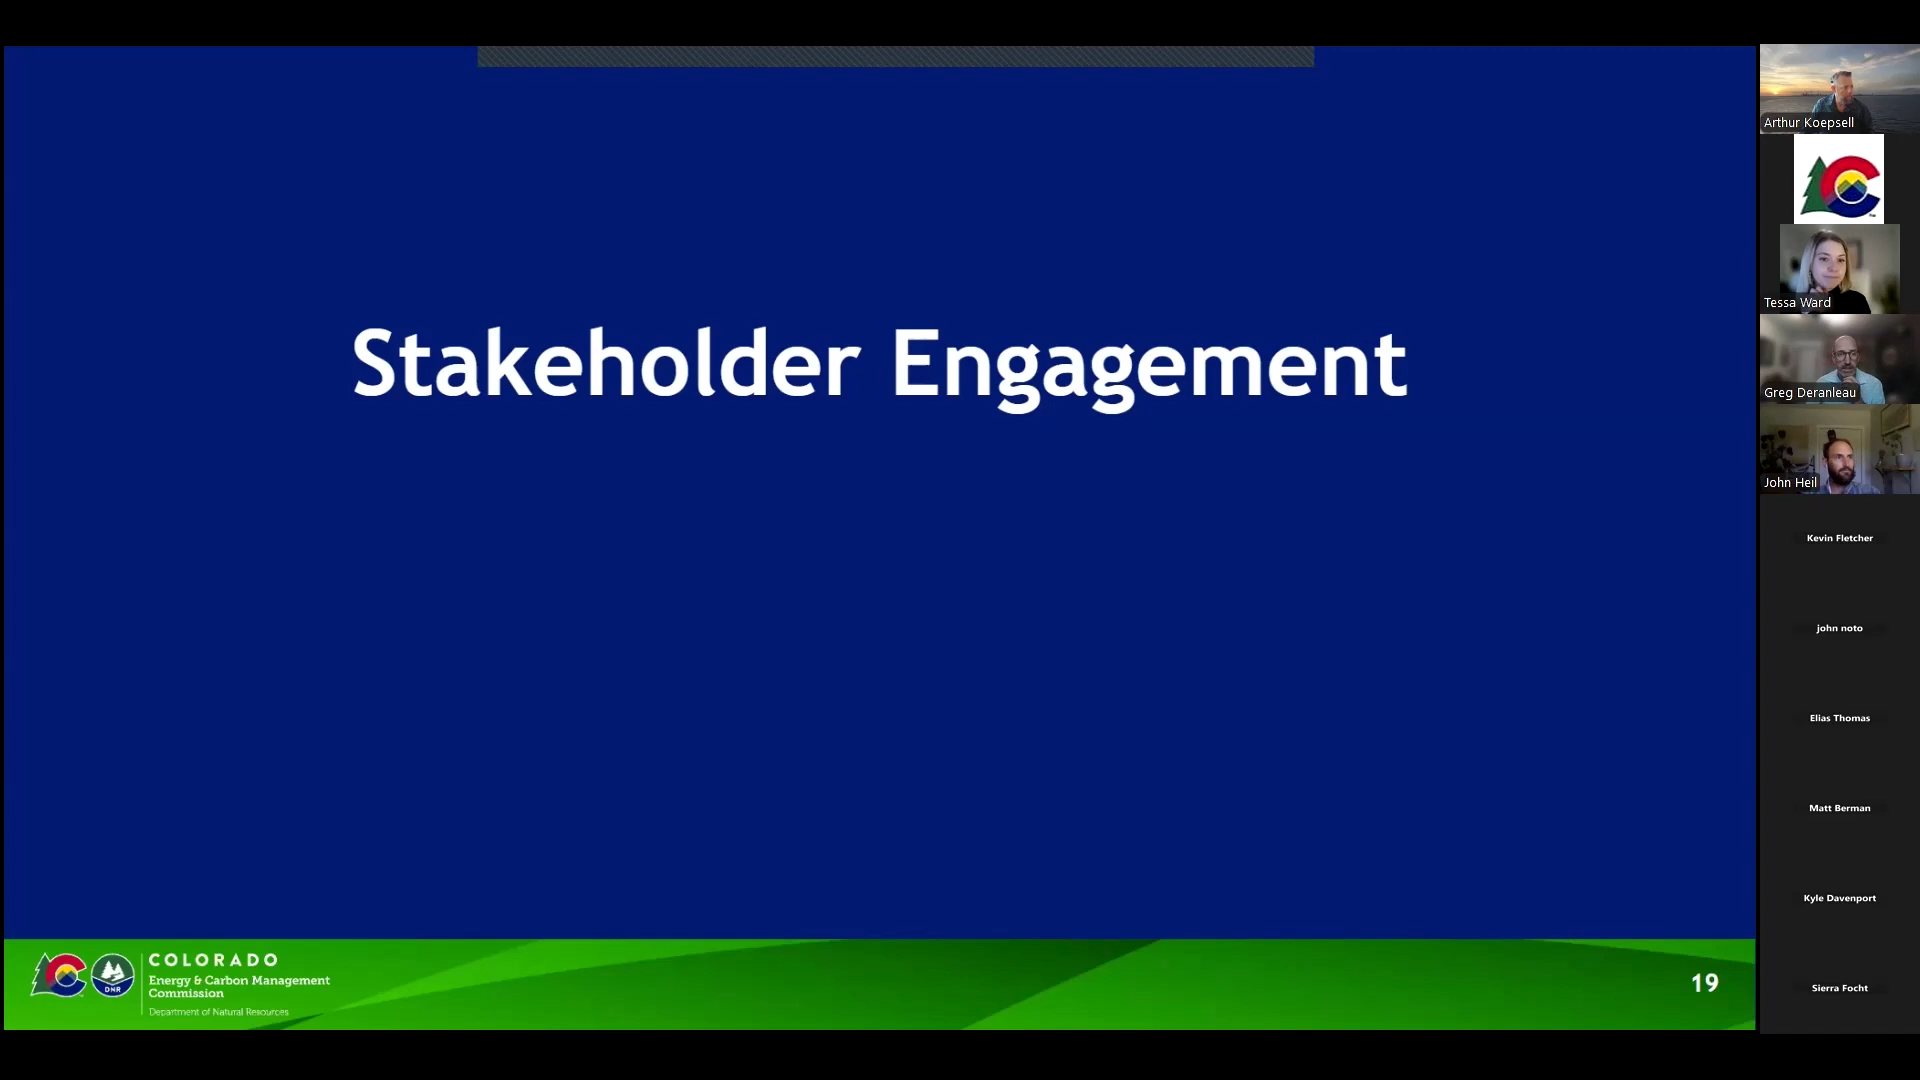 Stakeholder Engagement
COLORADO
Energy & Carbon Management
Commission
Department of Natural Resources
DNR
19
Arthur Koepsell
Tessa Ward
Greg Deranleau
John Heil
Kevin Fletcher
john noto
Elias Thomas
Matt Berman
Kyle Davenport
Sierra Focht